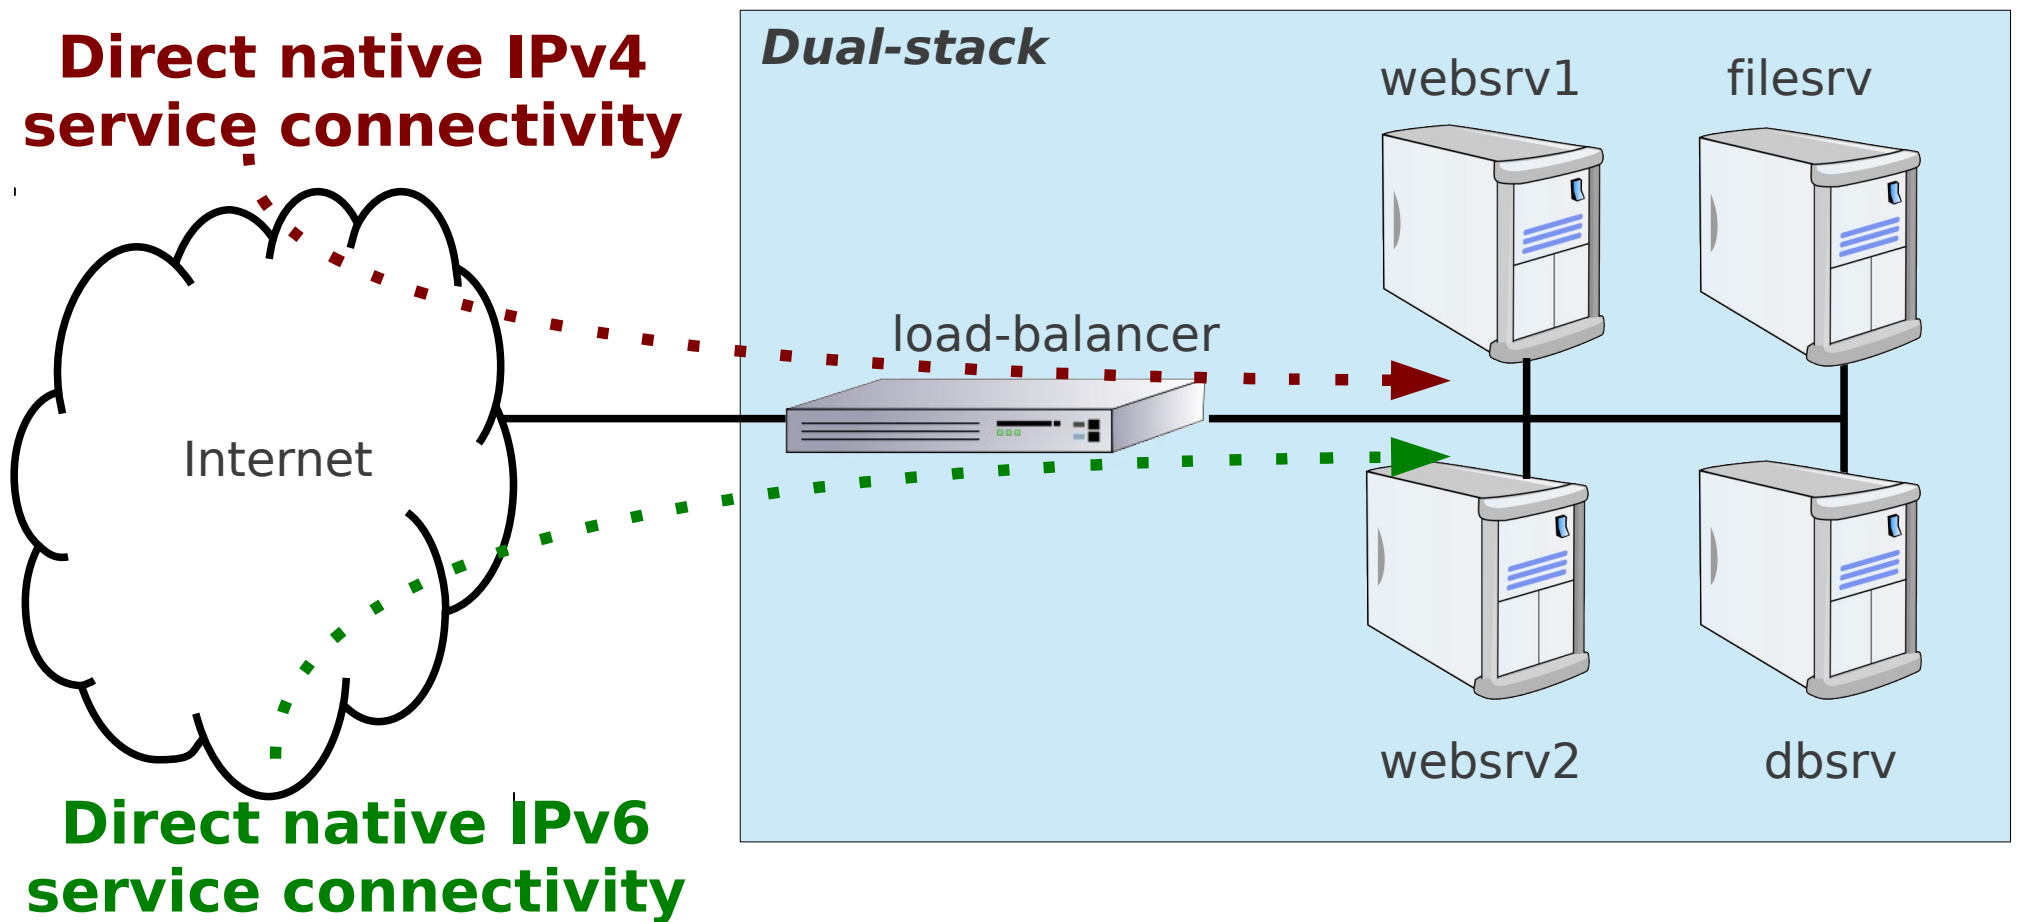 Direct native IPv4
service connectivity
Dual-stack
websrv1
filesrv
load-balancer
Internet
websrv2
dbsrv
Direct native IPv6
service connectivity